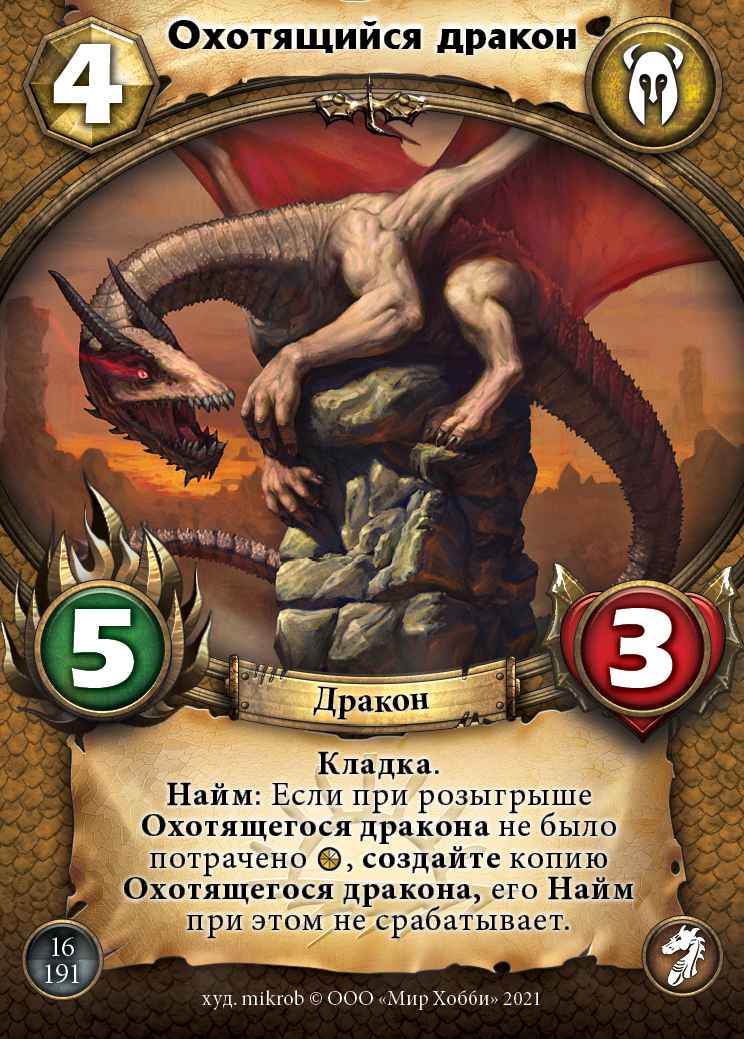 Охотящийся дракон
4
5
3
Дракон
Кладка.
Найм: Если при розыгрыше
Охотящегося дракона не было
потрачено , создайте копию
Охотящегося дракона, его Найм
при этом не срабатывает.
16
191
худ. mikrob © ООО «Мир Хобби» 2021